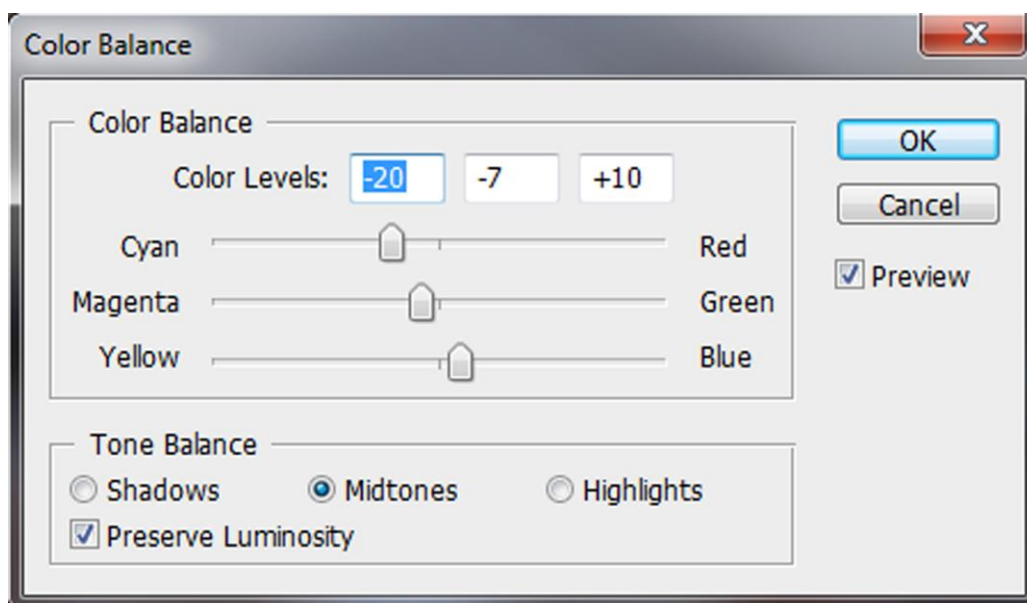 Color Balance
Color Balance
Color Levels: -20 -7 +10
Cyan Red
Magenta Green
Yellow Blue
OK
Cancel
Preview
Tone Balance
Shadows Midtones Highlights
Preserve Luminosity